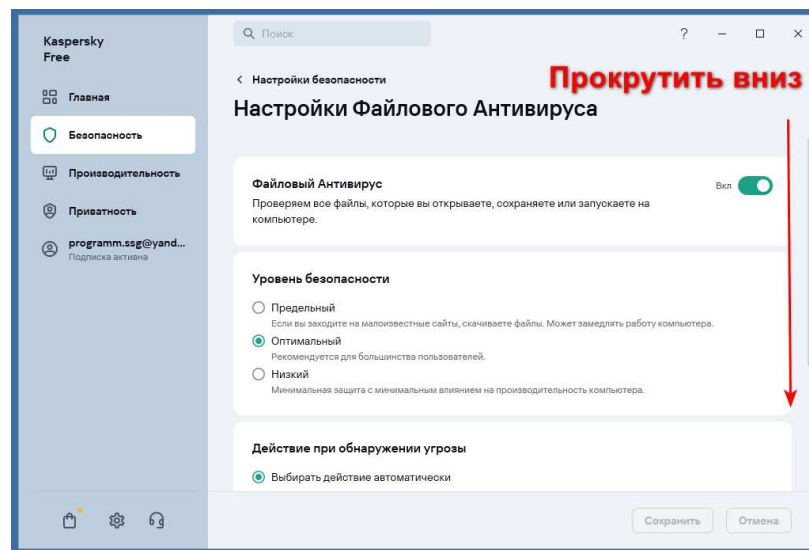 Kaspersky
Free
Главная
Безопасность
Производительность
Приватность
programm.ssg@yand...
Подписка активна
Поиск
?
Настройки безопасности
Прокрутить вниз
Настройки Файлового Антивируса
Файловый Антивирус
Вкл
Проверяем все файлы, которые вы открываете, сохраняете или запускаете на
компьютере.
Уровень безопасности
Предельный
Если вы заходите на малоизвестные сайты, скачиваете файлы. Может замедлять работу компьютера.
Оптимальный
Рекомендуется для большинства пользователей.
Низкий
Минимальная защита с минимальным влиянием на производительность компьютера.
Действие при обнаружении угрозы
Выбирать действие автоматически
Сохранить
Отмена